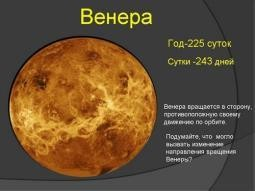 Венера
Год-225 суток
Сутки -243 дней
Венера вращается в сторону,
противоположную своему
движению по орбите.
Подумайте, что могло
вызвать изменение
направления вращения
Венеры?